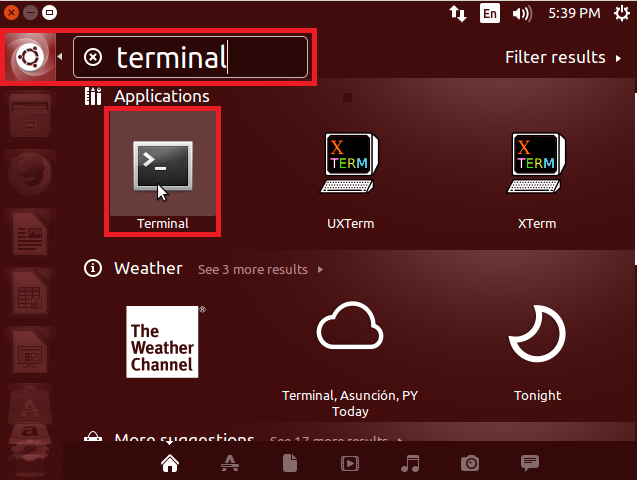 En
5:39 PM
terminal
Filter results
Applications
X
TERM
X
TERM
Terminal
UXTerm
XTerm
Weather
See 3 more results
The
Weather
Channel
®
Terminal, Asunción, PY
Today
Tonight
More suggestions
See 17 more results